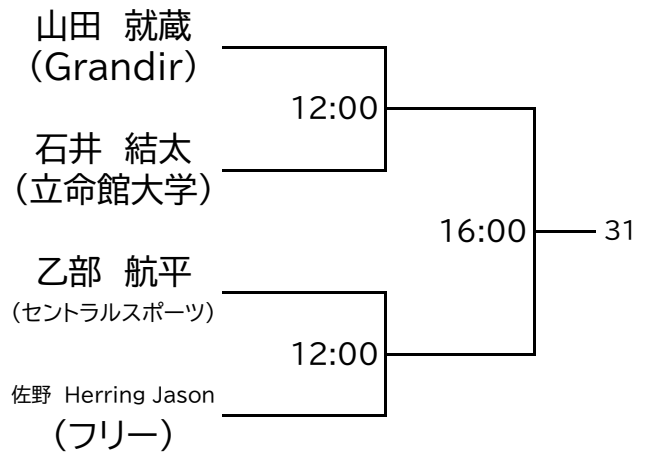 山田　就蔵
（Grandir）
12:00
石井　結太
（立命館大学）
16:00
31
乙部　航平
（セントラルスポーツ）
12:00
佐野　Herring Jason
（フリー）